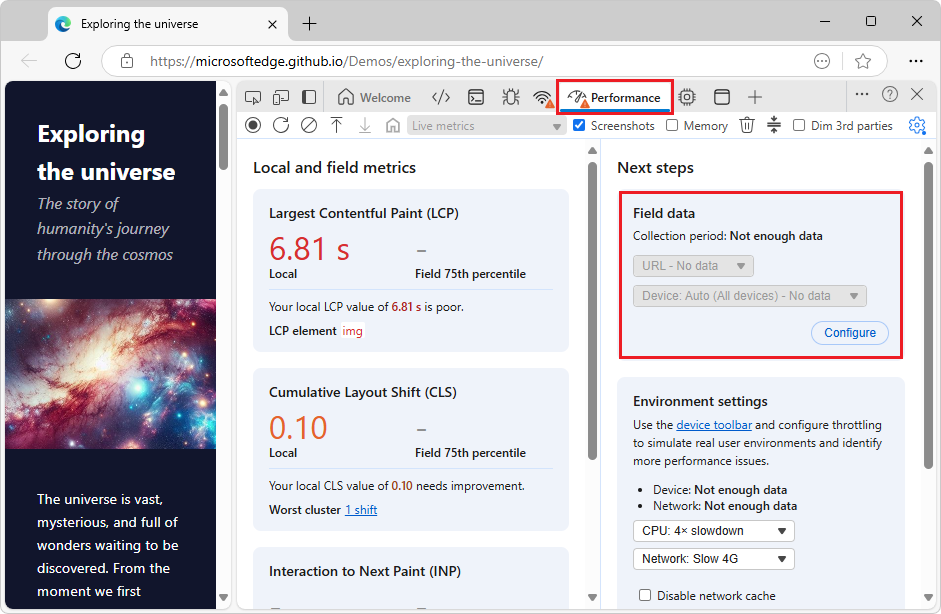 Exploring the universe
https://microsoftedge.github.io/Demos/exploring-the-universe/
Welcome
Performance
Live metrics
Screenshots
Memory
Dim 3rd parties
Exploring
the universe
The story of
humanity's journey
through the cosmos
The universe is vast,
mysterious, and full of
wonders waiting to be
discovered. From the
moment we first
Local and field metrics
Largest Contentful Paint (LCP)
6.81 s
–
Local
Field 75th percentile
Your local LCP value of 6.81 s is poor.
LCP element img
Cumulative Layout Shift (CLS)
0.10
–
Local
Field 75th percentile
Your local CLS value of 0.10 needs improvement.
Worst cluster 1 shift
Interaction to Next Paint (INP)
Next steps
Field data
Collection period: Not enough data
URL - No data
Device: Auto (All devices) - No data
Configure
Environment settings
Use the device toolbar and configure throttling
to simulate real user environments and identify
more performance issues.
• Device: Not enough data
• Network: Not enough data
CPU: 4× slowdown
Network: Slow 4G
Disable network cache